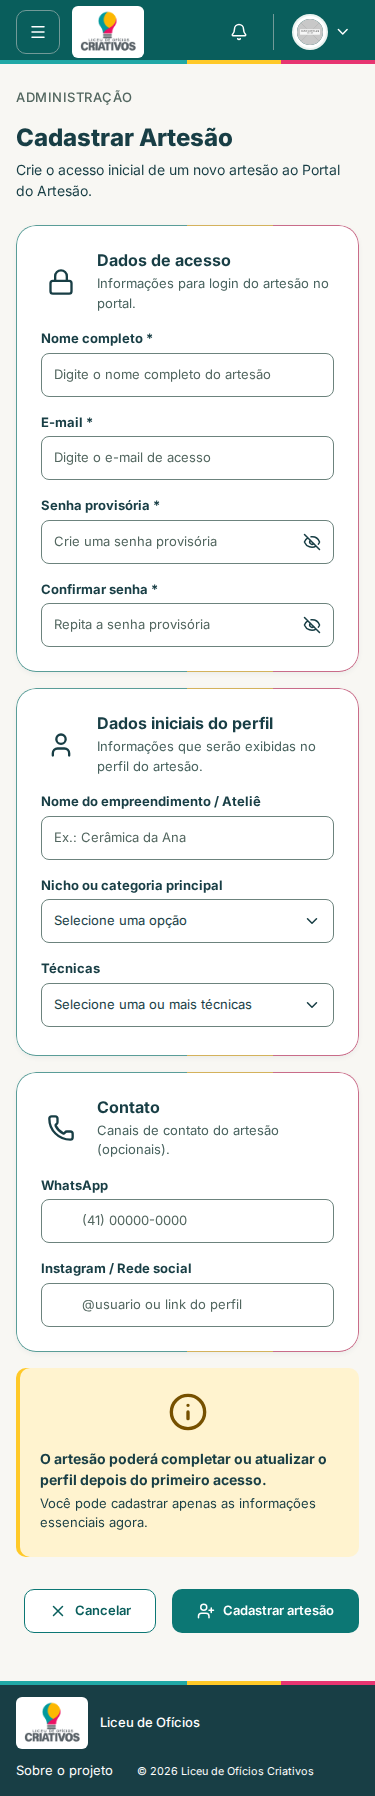 LICEU DE OFÍCIOS
CRIATIVOS
ADMINISTRAÇÃO
Cadastrar Artesão
Crie o acesso inicial de um novo artesão ao Portal
do Artesão.
Dados de acesso
Informações para login do artesão no
portal.
Nome completo *
Digite o nome completo do artesão
E-mail *
Digite o e-mail de acesso
Senha provisória *
Crie uma senha provisória
Confirmar senha *
Repita a senha provisória
Dados iniciais do perfil
Informações que serão exibidas no
perfil do artesão.
Nome do empreendimento / Ateliê
Ex.: Cerâmica da Ana
Nicho ou categoria principal
Selecione uma opção
Técnicas
Selecione uma ou mais técnicas
Contato
Canais de contato do artesão
(opcionais).
WhatsApp
(41) 00000-0000
Instagram / Rede social
@usuario ou link do perfil
O artesão poderá completar ou atualizar o
perfil depois do primeiro acesso.
Você pode cadastrar apenas as informações
essenciais agora.
Cancelar
Cadastrar artesão
LICEU DE OFÍCIOS
CRIATIVOS
Liceu de Ofícios
Sobre o projeto
© 2026 Liceu de Ofícios Criativos